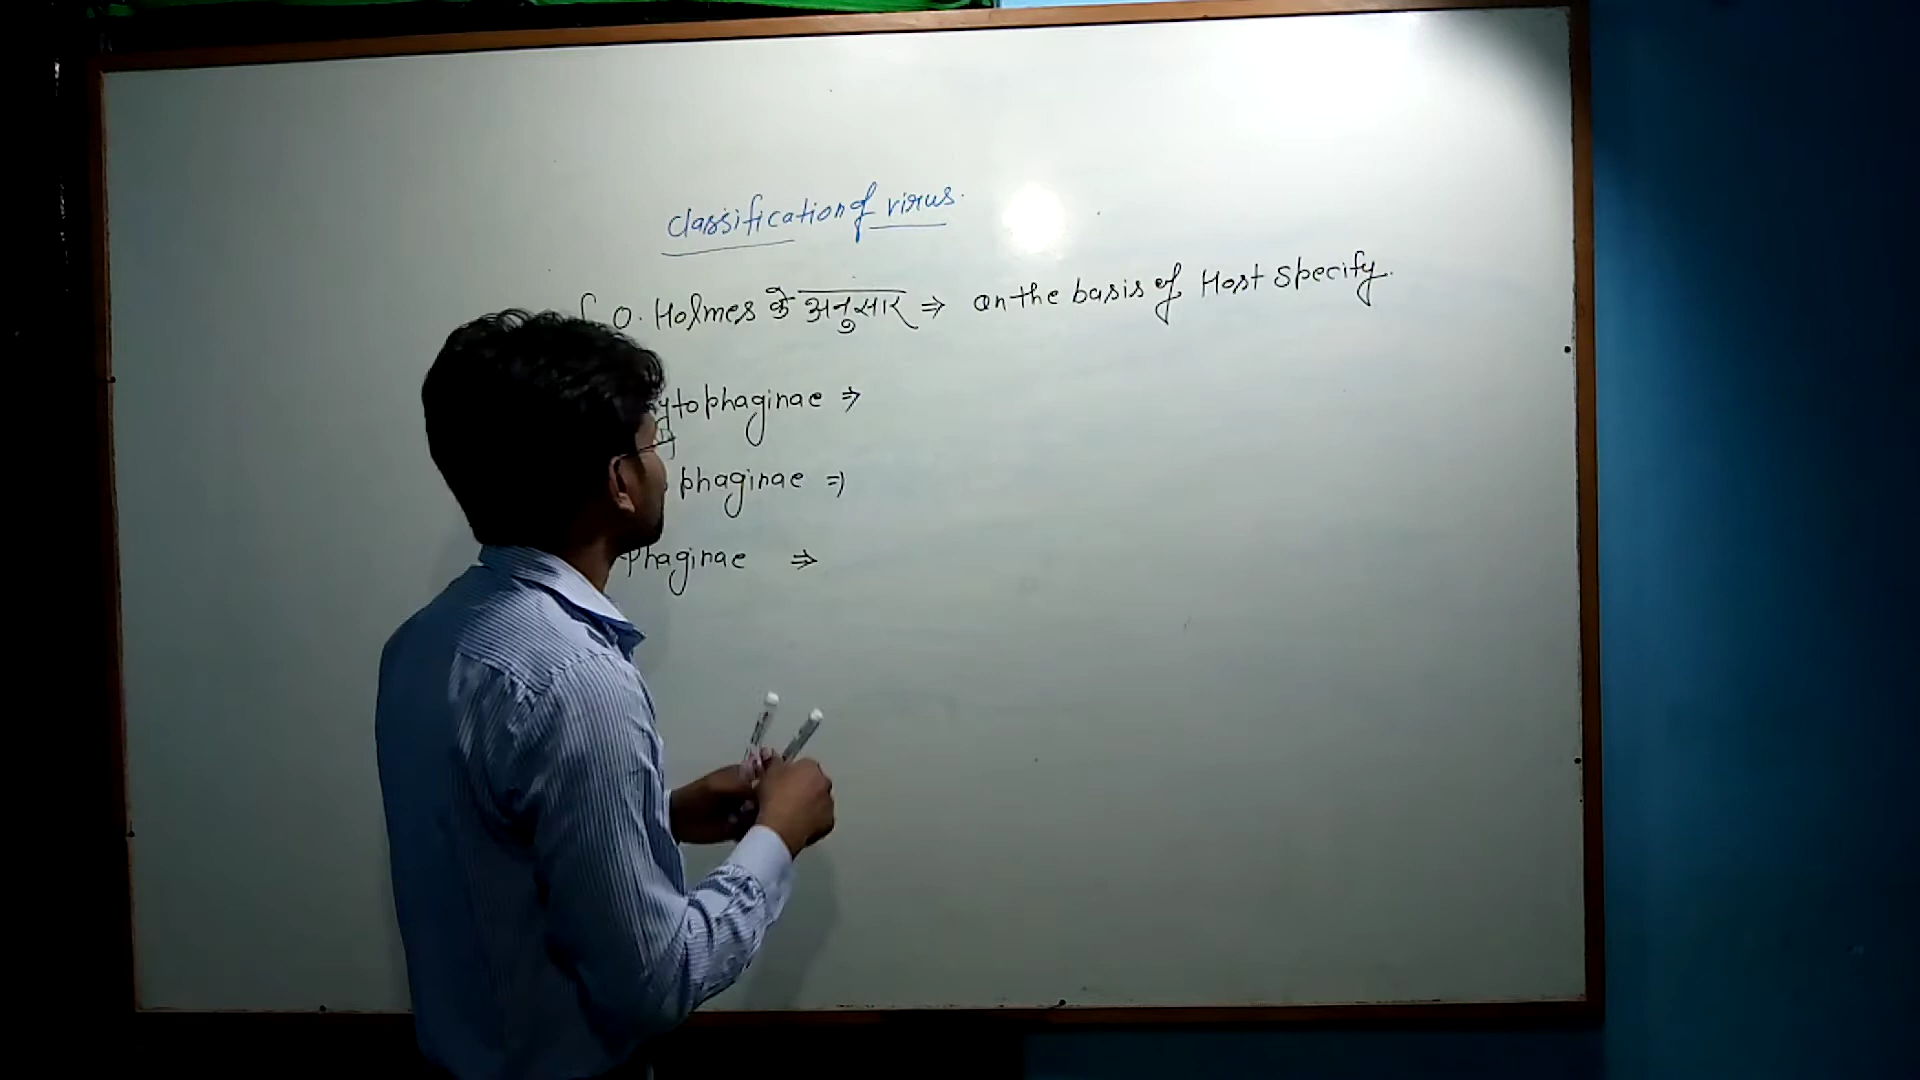 Classification of virus.
O. Holmes के अनुसार ⇒ on the basis of Host Specify.
ytophaginae ⇒
phaginae ⇒
phaginae ⇒